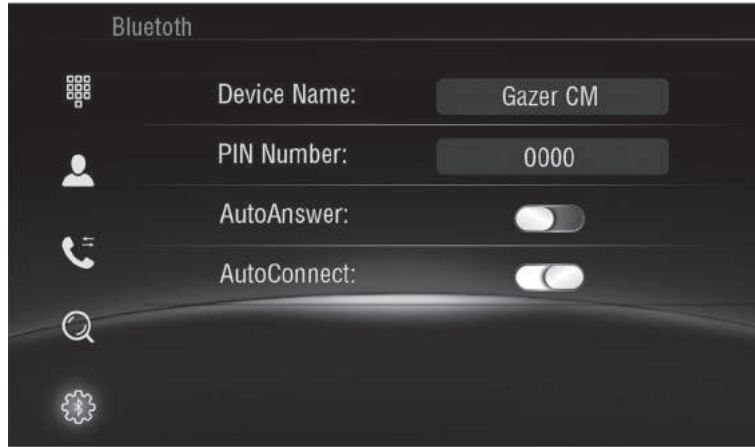 Bluetoth
Device Name: Gazer CM
PIN Number: 0000
AutoAnswer:
AutoConnect: